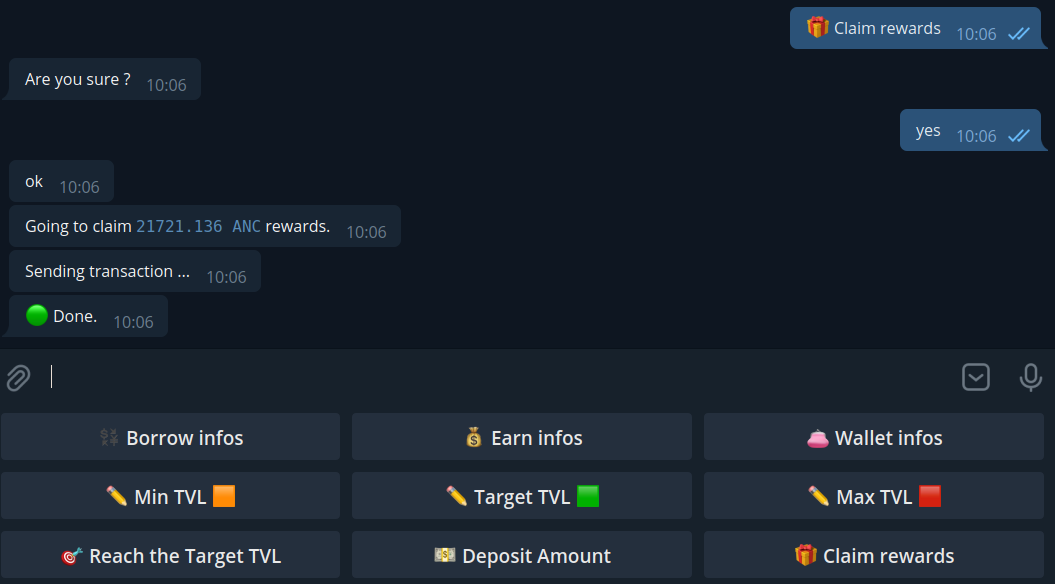 🎁 Claim rewards 10:06
Are you sure ? 10:06
yes 10:06
ok 10:06
Going to claim 21721.136 ANC rewards. 10:06
Sending transaction ... 10:06
🟢 Done. 10:06
💱 Borrow infos
💰 Earn infos
👛 Wallet infos
✏️ Min TVL 🟧
✏️ Target TVL 🟩
✏️ Max TVL 🟥
🎯 Reach the Target TVL
💵 Deposit Amount
🎁 Claim rewards